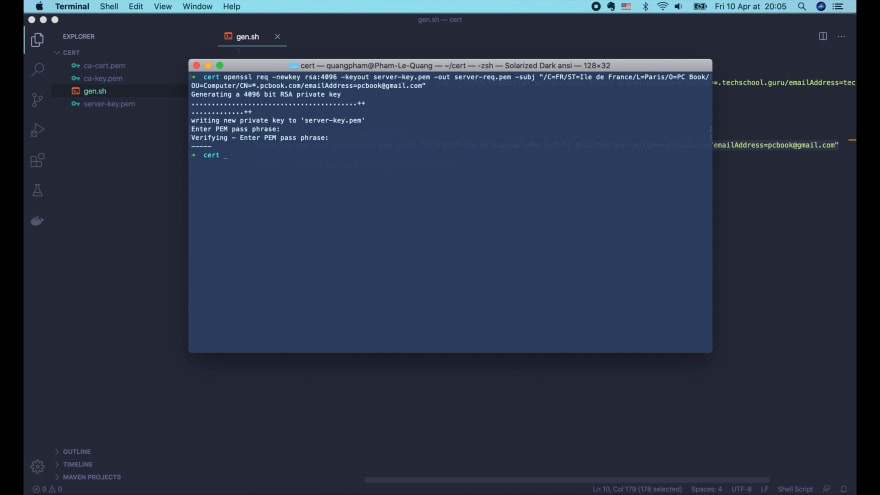 Terminal Shell Edit View Window Help Fri 10 Apr at 20:05
gen.sh — cert
EXPLORER
gen.sh
CERT
ca-cert.pem
ca-key.pem
gen.sh
server-key.pem
cert — quangpham@Pham-Le-Quang — ~/cert — -zsh — Solarized Dark ansi — 128×32
→ cert openssl req -newkey rsa:4096 -keyout server-key.pem -out server-req.pem -subj "/C=FR/ST=Ile de France/L=Paris/O=PC Book/
OU=Computer/CN=*.pcbook.com/emailAddress=pcbook@gmail.com"
Generating a 4096 bit RSA private key
.........................................++
.............++
writing new private key to 'server-key.pem'
Enter PEM pass phrase:
Verifying - Enter PEM pass phrase:
-----
→ cert _
*.techschool.guru/emailAddress=tec
/emailAddress=pcbook@gmail.com"
OUTLINE
TIMELINE
MAVEN PROJECTS
0 0 Ln 10, Col 179 (178 selected) Spaces: 4 UTF-8 LF Shell Script